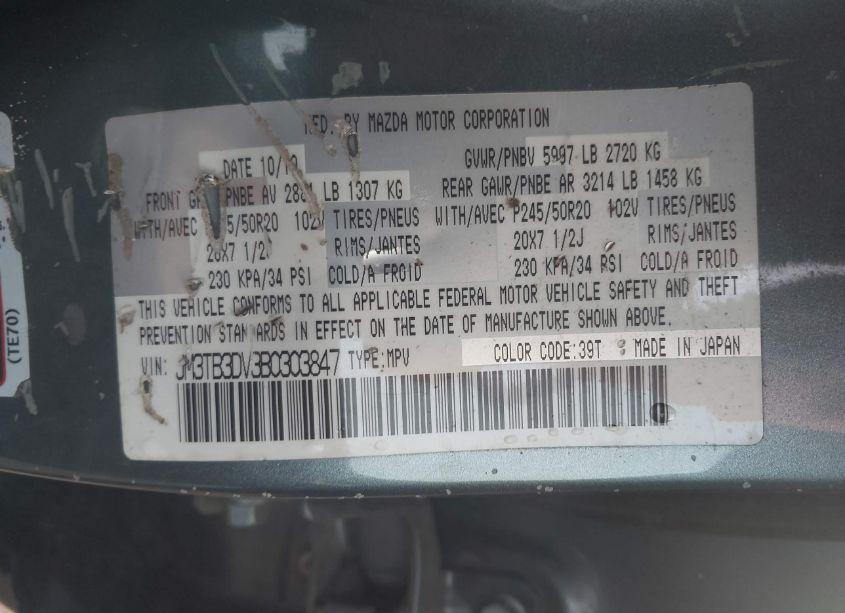 MFD. BY MAZDA MOTOR CORPORATION
DATE 10/10 GVWR/PNBV 5997 LB 2720 KG
FRONT PNBE AV 2881 LB 1307 KG REAR GAWR/PNBE AR 3214 LB 1458 KG
WITH/AVEC 5/50R20 102V TIRES/PNEUS WITH/AVEC P245/50R20 102V TIRES/PNEUS
20X7 1/2J RIMS/JANTES 20X7 1/2J RIMS/JANTES
230 KPA/34 PSI COLD/A FROID 230 KPA/34 PSI COLD/A FROID
THIS VEHICLE CONFORMS TO ALL APPLICABLE FEDERAL MOTOR VEHICLE SAFETY AND THEFT
PREVENTION STANDARDS IN EFFECT ON THE DATE OF MANUFACTURE SHOWN ABOVE.
VIN: JM3TB3DV3B0303847 TYPE:MPV COLOR CODE:39T MADE IN JAPAN
(TE70)